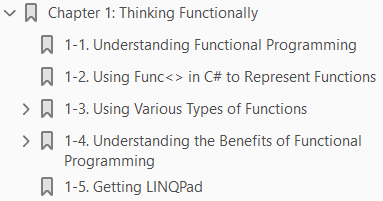 Chapter 1: Thinking Functionally
1-1. Understanding Functional Programming
1-2. Using Func<> in C# to Represent Functions
1-3. Using Various Types of Functions
1-4. Understanding the Benefits of Functional
Programming
1-5. Getting LINQPad